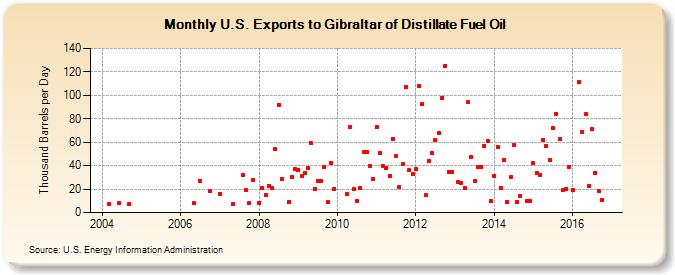 Monthly U.S. Exports to Gibraltar of Distillate Fuel Oil
Thousand Barrels per Day
140
120
100
80
60
40
20
0
2004 2006 2008 2010 2012 2014 2016
Source: U.S. Energy Information Administration